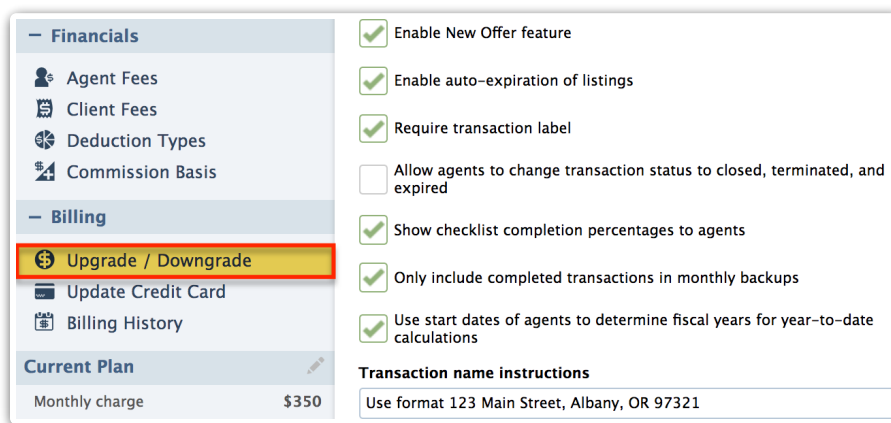 − Financials
Agent Fees
Client Fees
Deduction Types
Commission Basis
− Billing
Upgrade / Downgrade
Update Credit Card
Billing History
Current Plan
Monthly charge $350
Enable New Offer feature
Enable auto-expiration of listings
Require transaction label
Allow agents to change transaction status to closed, terminated, and
expired
Show checklist completion percentages to agents
Only include completed transactions in monthly backups
Use start dates of agents to determine fiscal years for year-to-date
calculations
Transaction name instructions
Use format 123 Main Street, Albany, OR 97321